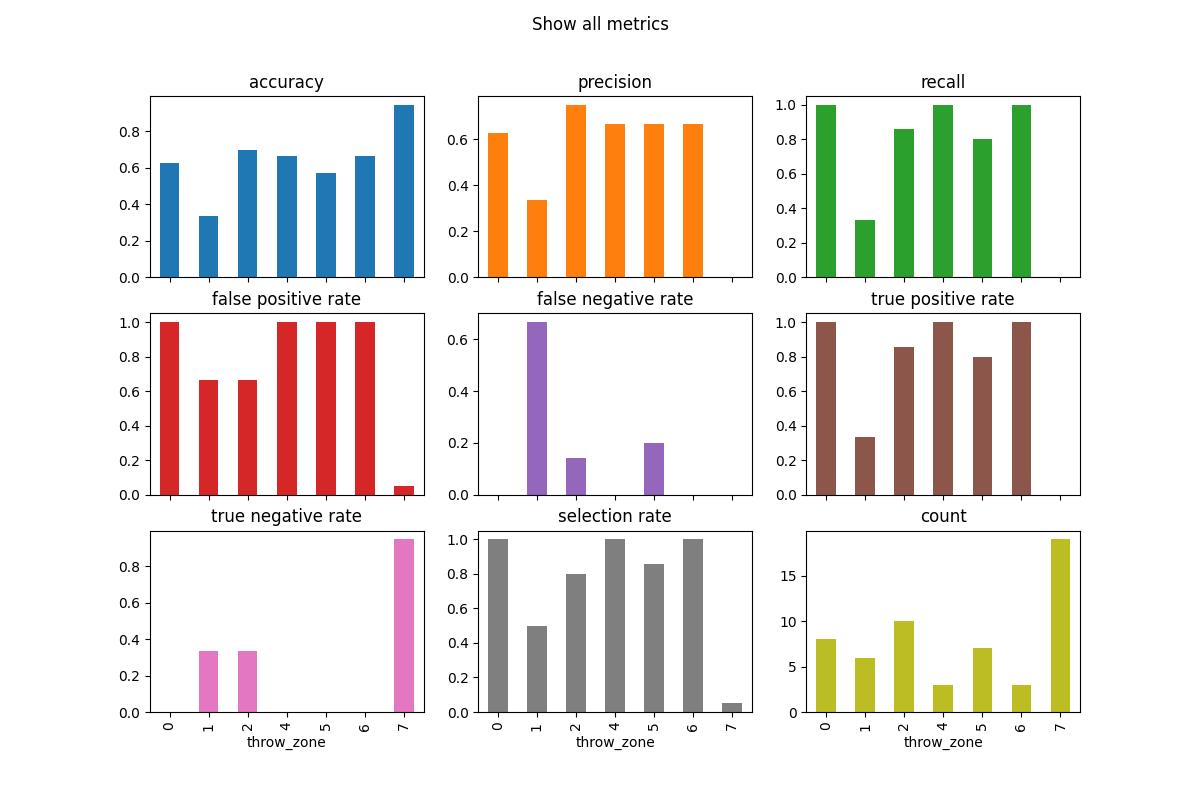 Show all metrics
accuracy
precision
recall
0.8
0.6
0.4
0.2
0.0
0.6
0.4
0.2
0.0
1.0
0.8
0.6
0.4
0.2
0.0
false positive rate
false negative rate
true positive rate
1.0
0.8
0.6
0.4
0.2
0.0
0.6
0.4
0.2
0.0
1.0
0.8
0.6
0.4
0.2
0.0
true negative rate
selection rate
count
0.8
0.6
0.4
0.2
0.0
0 1 2 4 5 6 7
throw_zone
1.0
0.8
0.6
0.4
0.2
0.0
0 1 2 4 5 6 7
throw_zone
15
10
5
0
0 1 2 4 5 6 7
throw_zone